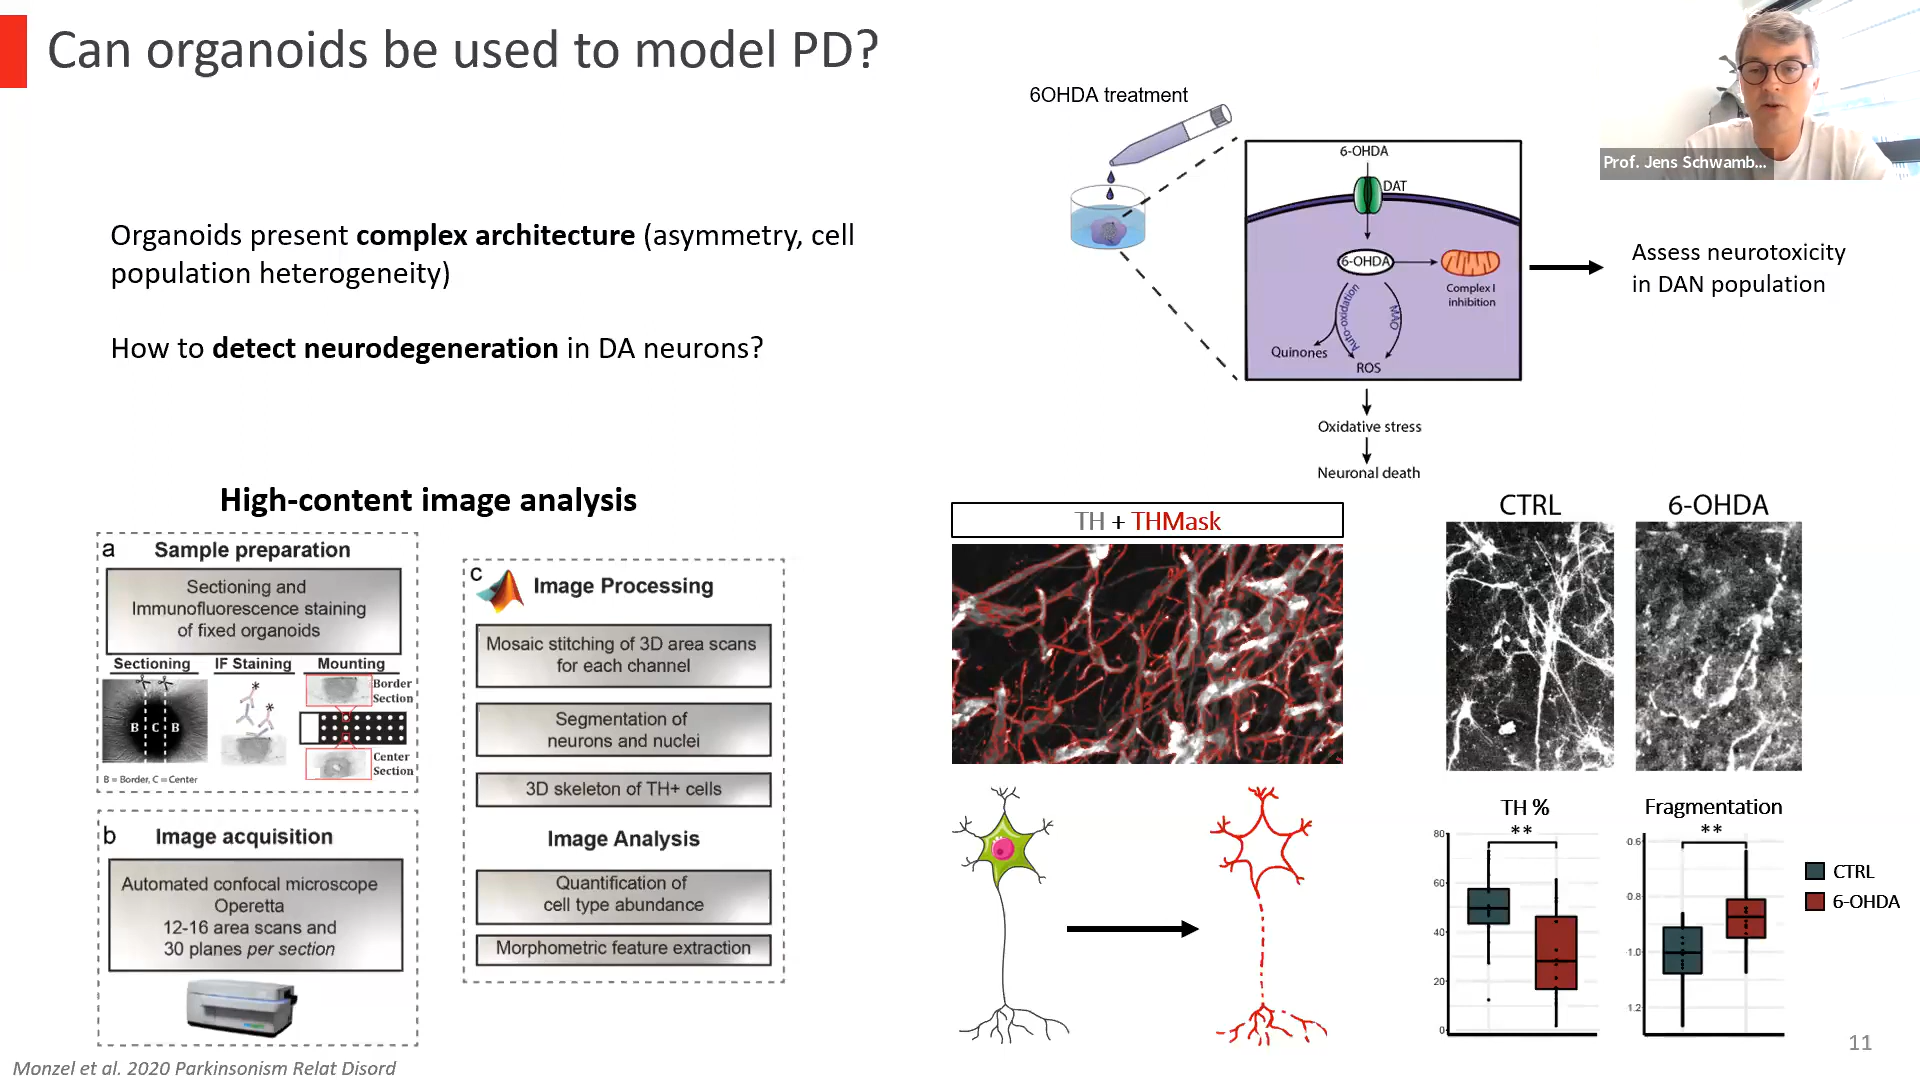 Can organoids be used to model PD?
Prof. Jens Schwamb...
Organoids present complex architecture (asymmetry, cell
population heterogeneity)
How to detect neurodegeneration in DA neurons?
6OHDA treatment
6-OHDA
DAT
6-OHDA
Complex I
inhibition
Auto-oxidation
MAO
Quinones
ROS
Oxidative stress
Neuronal death
Assess neurotoxicity
in DAN population
High-content image analysis
a
Sample preparation
Sectioning and
Immunofluorescence staining
of fixed organoids
Sectioning
IF Staining
Mounting
B
C
B
* *
Border
Section
Center
Section
B = Border, C = Center
b
Image acquisition
Automated confocal microscope
Operetta
12-16 area scans and
30 planes per section
c
Image Processing
Mosaic stitching of 3D area scans
for each channel
Segmentation of
neurons and nuclei
3D skeleton of TH+ cells
Image Analysis
Quantification of
cell type abundance
Morphometric feature extraction
TH + THMask
CTRL
6-OHDA
TH %
**
80
60
40
20
0
Fragmentation
**
-0.6
-0.8
-1.0
-1.2
CTRL
6-OHDA
11
Monzel et al. 2020 Parkinsonism Relat Disord